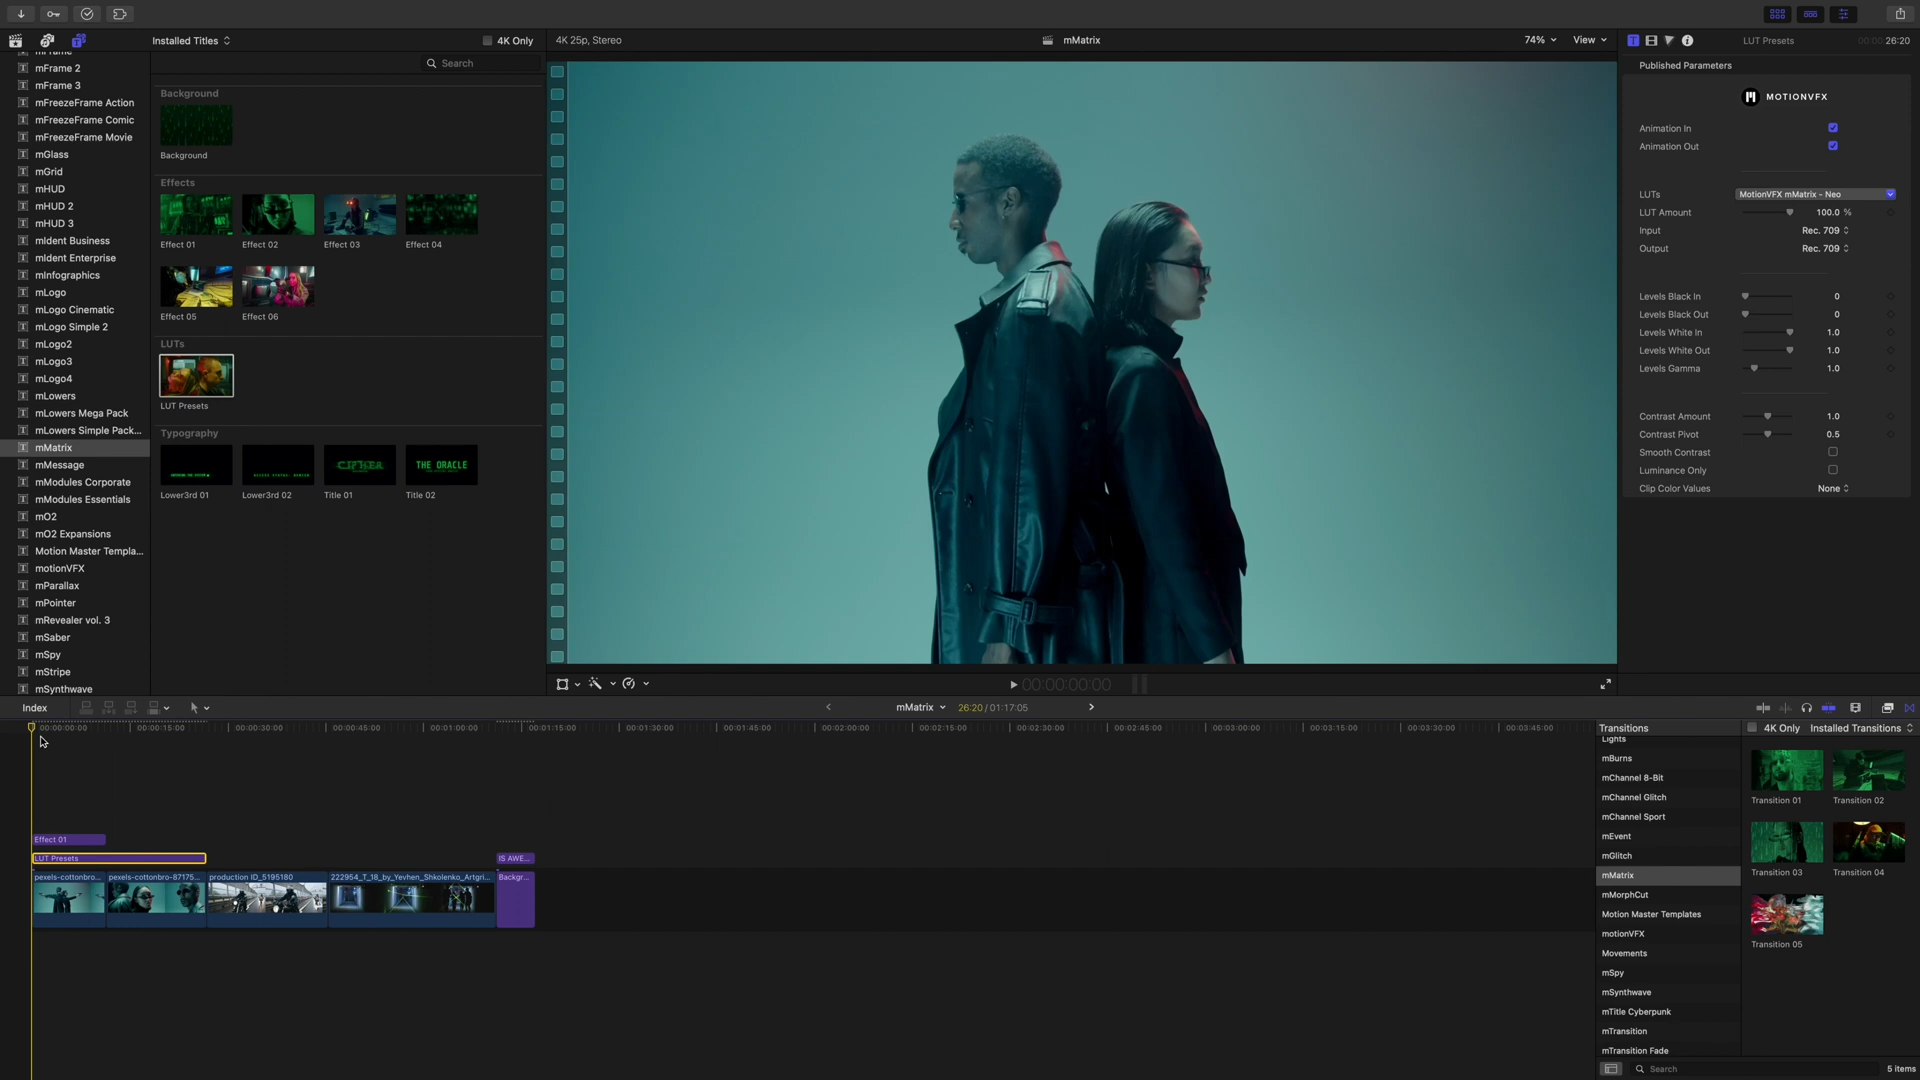 Installed Titles
4K Only
4K 25p, Stereo
mMatrix
74%
View
LUT Presets
00:00 26:20
Search
mFrame
mFrame 2
mFrame 3
mFreezeFrame Action
mFreezeFrame Comic
mFreezeFrame Movie
mGlass
mGrid
mHUD
mHUD 2
mHUD 3
mIdent Business
mIdent Enterprise
mInfographics
mLogo
mLogo Cinematic
mLogo Simple 2
mLogo2
mLogo3
mLogo4
mLowers
mLowers Mega Pack
mLowers Simple Pack...
mMatrix
mMessage
mModules Corporate
mModules Essentials
mO2
mO2 Expansions
Motion Master Templa...
motionVFX
mParallax
mPointer
mRevealer vol. 3
mSaber
mSpy
mStripe
mSynthwave
Background
Background
Effects
Effect 01
Effect 02
Effect 03
Effect 04
Effect 05
Effect 06
LUTs
LUT Presets
Typography
CIPHER
THE ORACLE
Lower3rd 01
Lower3rd 02
Title 01
Title 02
Published Parameters
MOTIONVFX
Animation In
Animation Out
LUTs
MotionVFX mMatrix - Neo
LUT Amount
100.0 %
Input
Rec. 709
Output
Rec. 709
Levels Black In
0
Levels Black Out
0
Levels White In
1.0
Levels White Out
1.0
Levels Gamma
1.0
Contrast Amount
1.0
Contrast Pivot
0.5
Smooth Contrast
Luminance Only
Clip Color Values
None
00:00:00:00
Index
mMatrix
26:20 / 01:17:05
00:00:00:00
00:00:15:00
00:00:30:00
00:00:45:00
00:01:00:00
00:01:15:00
00:01:30:00
00:01:45:00
00:02:00:00
00:02:15:00
00:02:30:00
00:02:45:00
00:03:00:00
00:03:15:00
00:03:30:00
00:03:45:00
Effect 01
LUT Presets
IS AWE...
pexels-cottonbro...
pexels-cottonbro-87175...
production ID_5195180
222954_T_18_by_Yevhen_Shkolenko_Artgri...
Backgr...
Transitions
4K Only
Installed Transitions
Lights
mBurns
mChannel 8-Bit
mChannel Glitch
mChannel Sport
mEvent
mGlitch
mMatrix
mMorphCut
Motion Master Templates
motionVFX
Movements
mSpy
mSynthwave
mTitle Cyberpunk
mTransition
mTransition Fade
Transition 01
Transition 02
Transition 03
Transition 04
Transition 05
Search
5 items